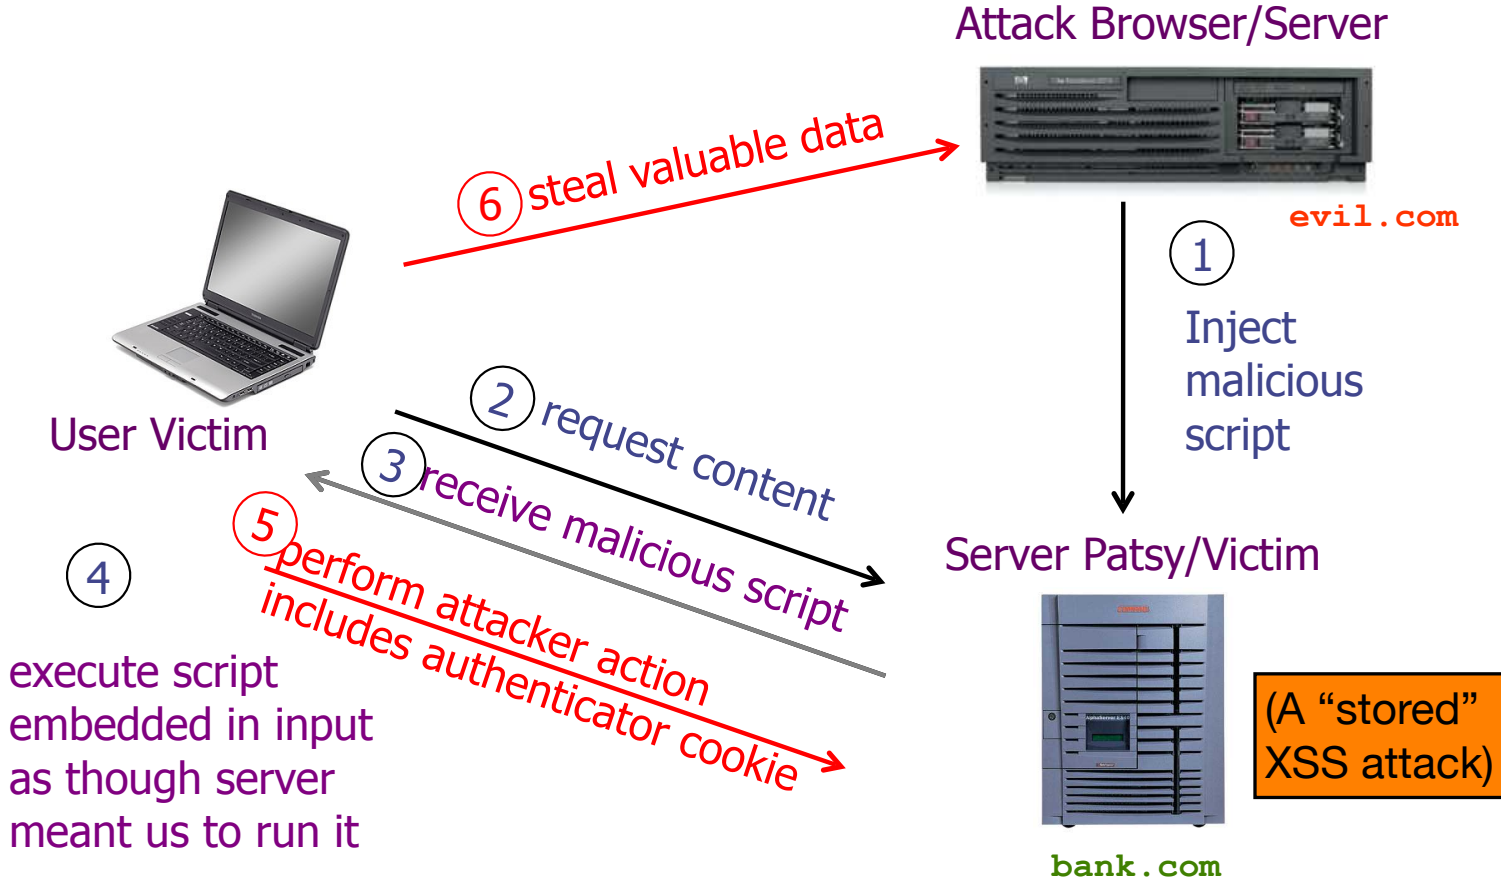 Attack Browser/Server
evil.com
6 steal valuable data
1
Inject
malicious
script
User Victim
2 request content
3 receive malicious script
5 perform attacker action
includes authenticator cookie
4
execute script
embedded in input
as though server
meant us to run it
Server Patsy/Victim
(A “stored”
XSS attack)
bank.com